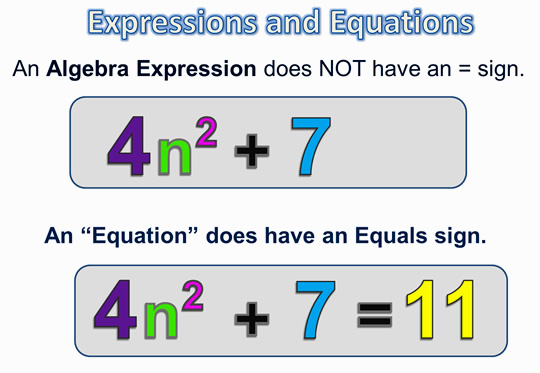 Expressions and Equations
An Algebra Expression does NOT have an = sign.
4n² + 7
An “Equation” does have an Equals sign.
4n² + 7 = 11